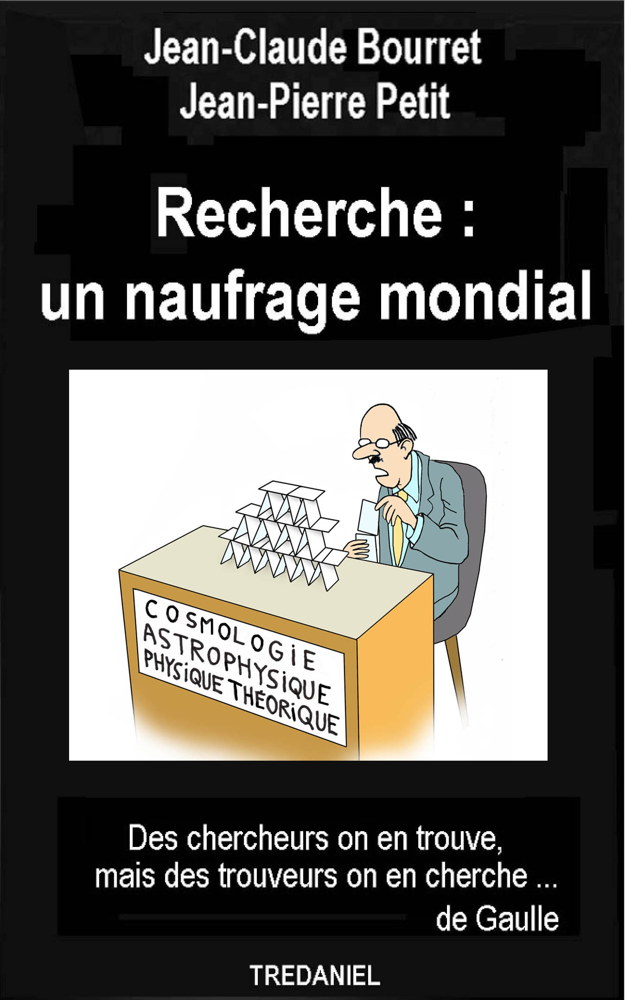 Jean-Claude Bourret
Jean-Pierre Petit
Recherche :
un naufrage mondial
COSMOLOGiE
ASTROPHYSiQUE
PHYSiQUE THÉORiQUE
Des chercheurs on en trouve,
mais des trouveurs on en cherche ...
de Gaulle
TREDANIEL